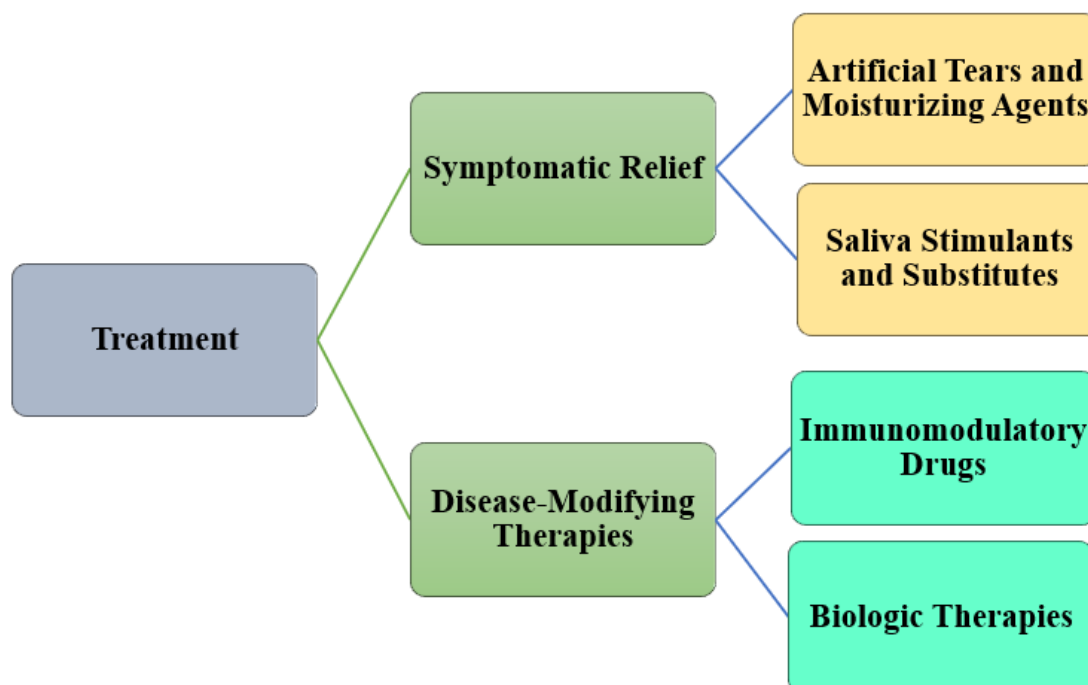 Treatment
Symptomatic Relief
Artificial Tears and
Moisturizing Agents
Saliva Stimulants
and Substitutes
Disease-Modifying
Therapies
Immunomodulatory
Drugs
Biologic Therapies